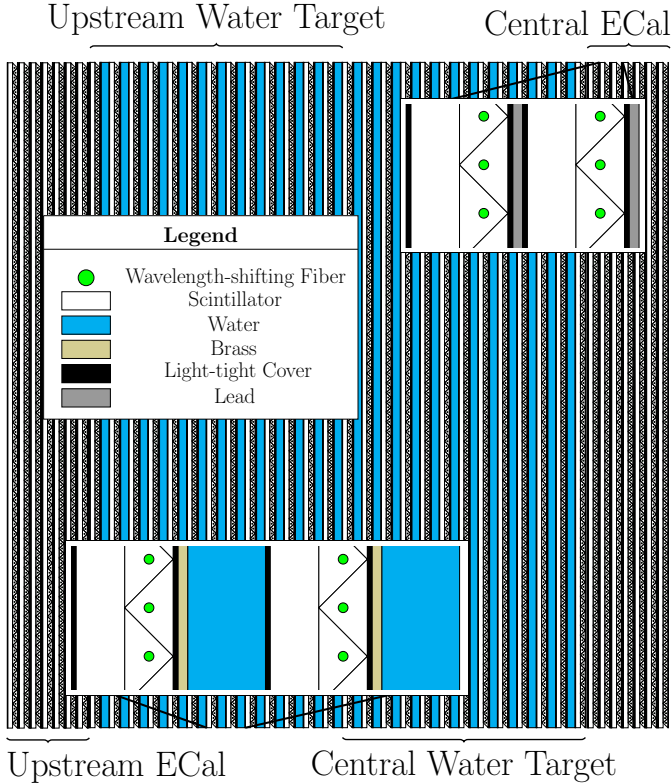 Upstream Water Target
Central ECal
Legend
Wavelength-shifting Fiber
Scintillator
Water
Brass
Light-tight Cover
Lead
Upstream ECal
Central Water Target